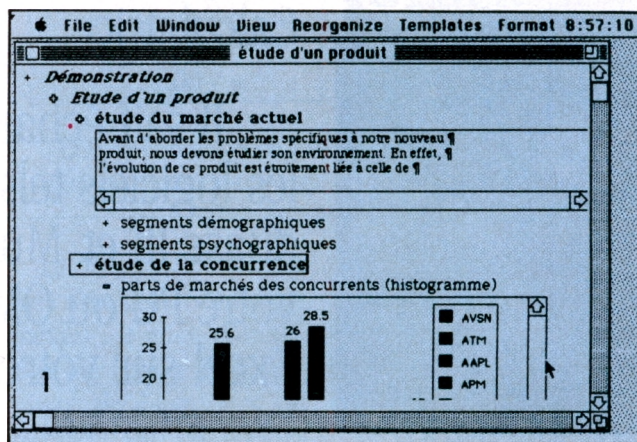 File Edit Window View Reorganize Templates Format 8:57:10
étude d'un produit
+ Démonstration
Etude d'un produit
étude du marché actuel
Avant d'aborder les problèmes spécifiques à notre nouveau ¶
produit, nous devons étudier son environnement. En effet, ¶
l'évolution de ce produit est étroitement liée à celle de ¶
+ segments démographiques
+ segments psychographiques
+ étude de la concurrence
- parts de marchés des concurrents (histogramme)
30
25
20
25.6
26
28.5
AVSN
ATM
AAPL
APM
1